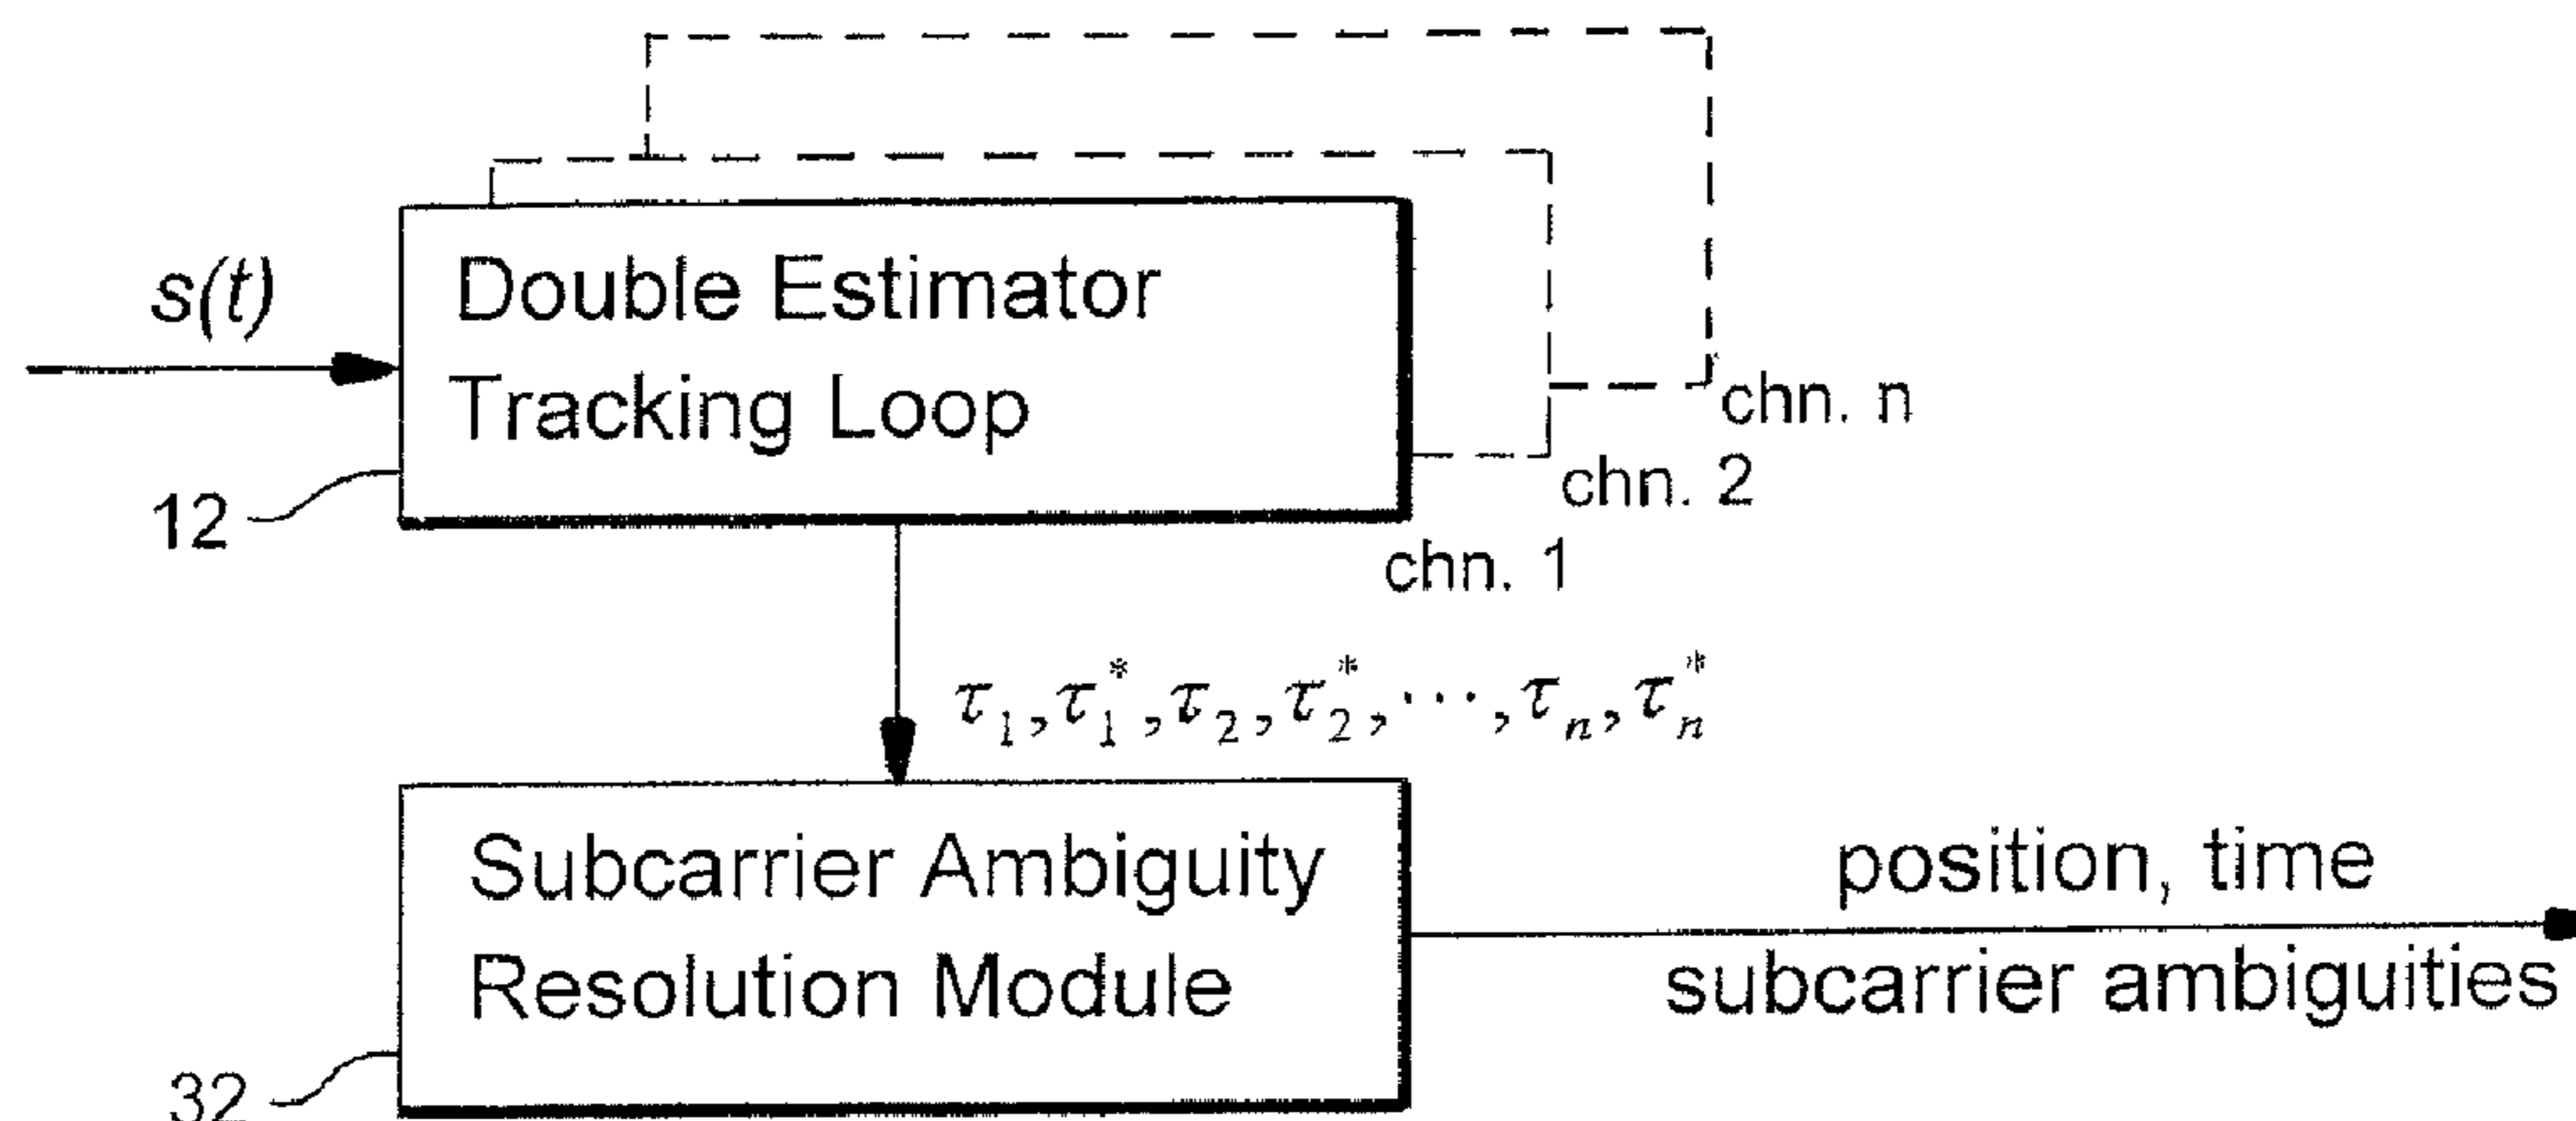 s(t)
Double Estimator
Tracking Loop
12
chn. n
chn. 2
chn. 1
τ₁, τ₁*, τ₂, τ₂*, ⋯, τₙ, τₙ*
Subcarrier Ambiguity
Resolution Module
32
position, time
subcarrier ambiguities